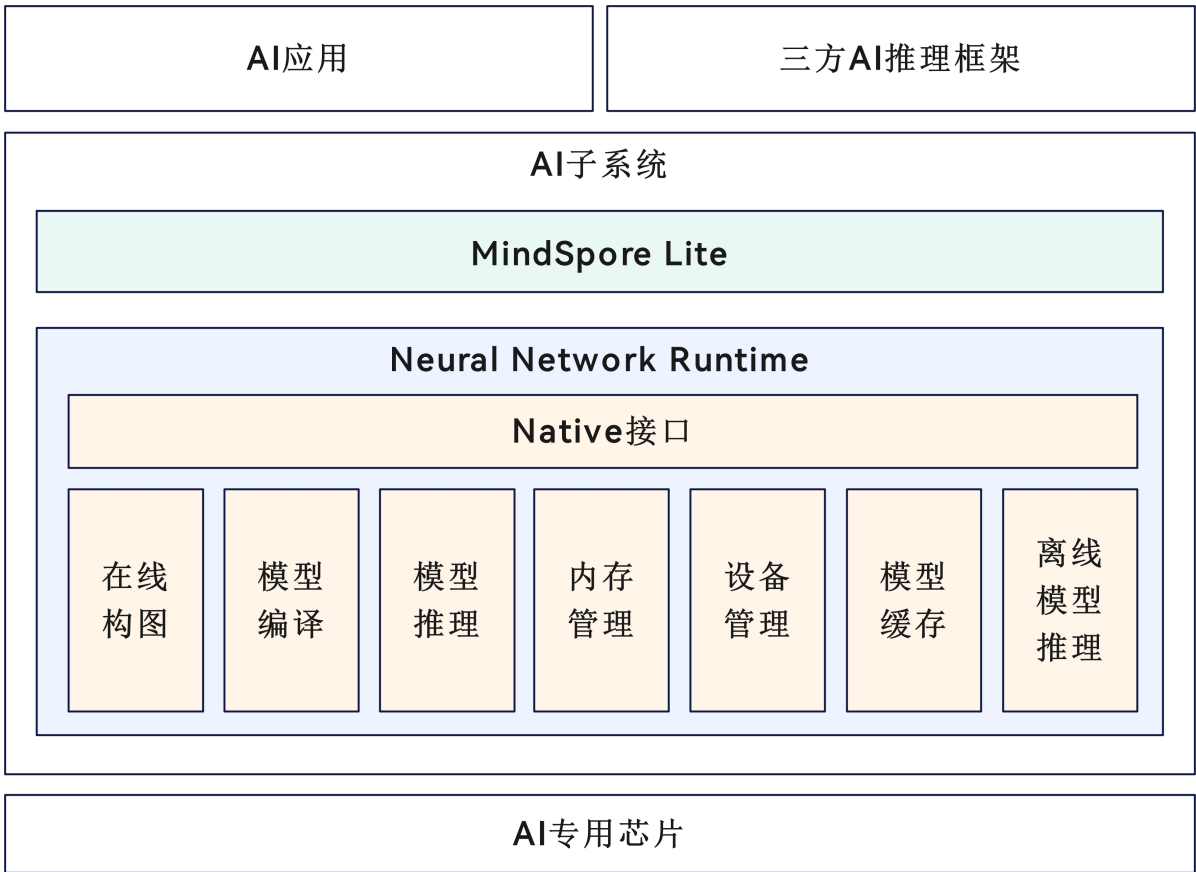 AI应用
三方AI推理框架
AI子系统
MindSpore Lite
Neural Network Runtime
Native接口
在线
构图
模型
编译
模型
推理
内存
管理
设备
管理
模型
缓存
离线
模型
推理
AI专用芯片